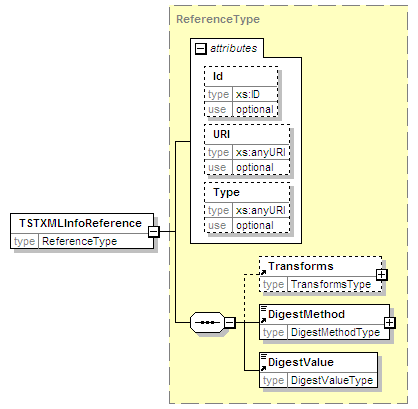 ReferenceType
attributes
Id
type xs:ID
use optional
URI
type xs:anyURI
use optional
Type
type xs:anyURI
use optional
TSTXMLInfoReference
type ReferenceType
Transforms
type TransformsType
DigestMethod
type DigestMethodType
DigestValue
type DigestValueType